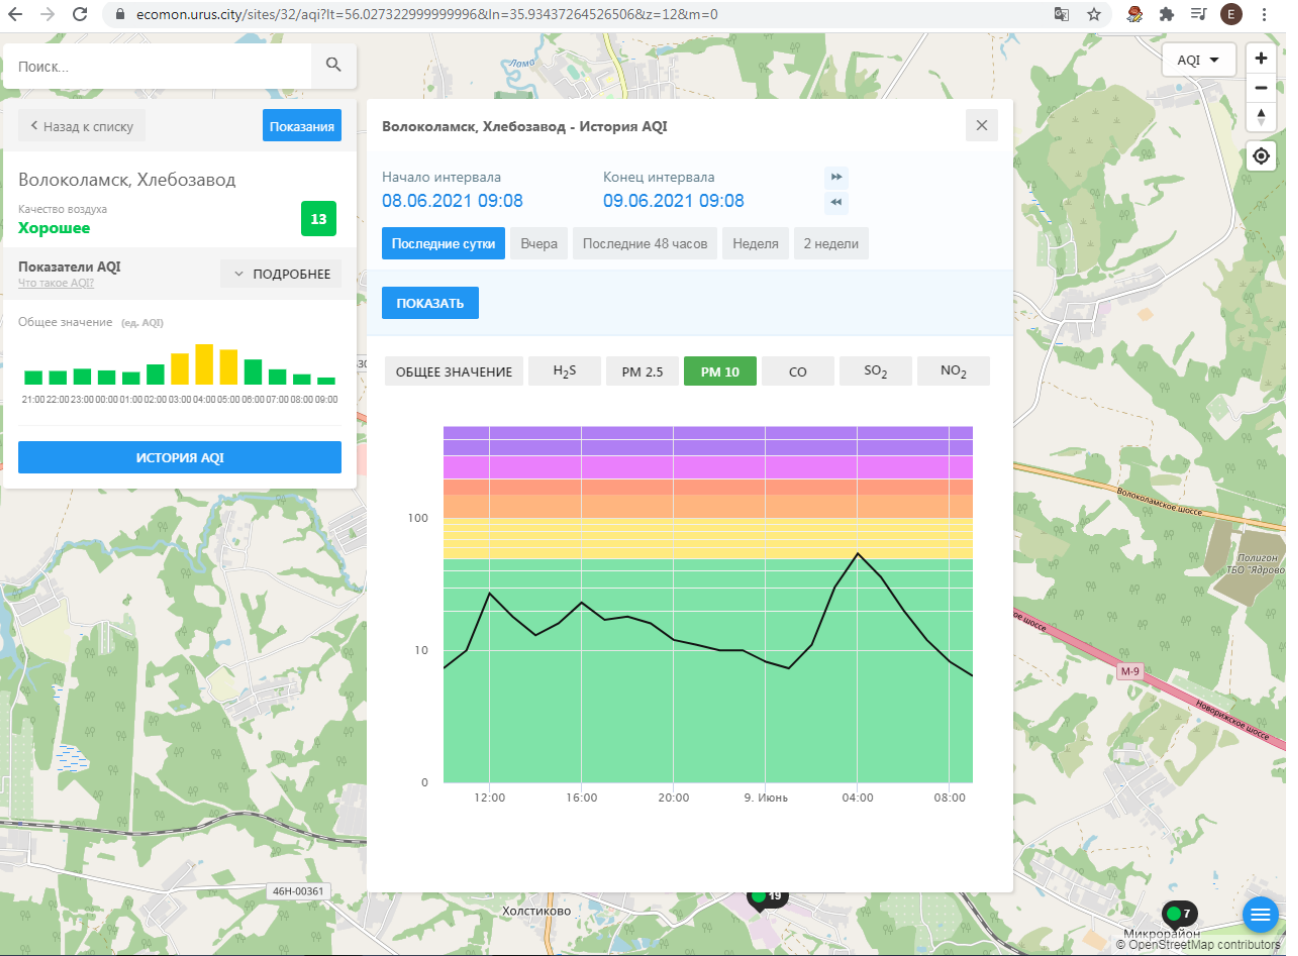 ecomon.urus.city/sites/32/aqi?lt=56.027322999999996&ln=35.93437264526506&z=12&m=0
E
Поиск...
AQI
Назад к списку
Показания
Волоколамск, Хлебозавод
Качество воздуха
Хорошее
13
Показатели AQI
Что такое AQI?
ПОДРОБНЕЕ
Общее значение (ед. AQI)
21:00 22:00 23:00 00:00 01:00 02:00 03:00 04:00 05:00 06:00 07:00 08:00 09:00
ИСТОРИЯ AQI
Волоколамск, Хлебозавод - История AQI
Начало интервала
Конец интервала
08.06.2021 09:08
09.06.2021 09:08
Последние сутки
Вчера
Последние 48 часов
Неделя
2 недели
ПОКАЗАТЬ
ОБЩЕЕ ЗНАЧЕНИЕ
H2S
PM 2.5
PM 10
CO
SO2
NO2
100
10
0
12:00
16:00
20:00
9. Июнь
04:00
08:00
Лама
Волоколамское шоссе
Полигон
ТБО "Ядрово
ое шоссе
М-9
Новорижское шоссе
46Н-00361
Холстиково
19
7
Микрорайон
© OpenStreetMap contributors